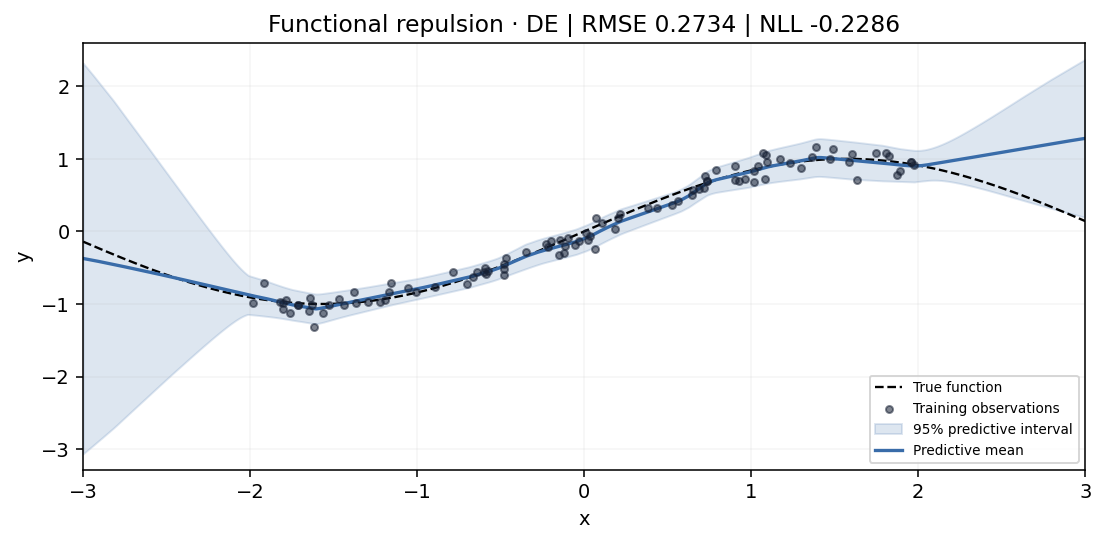 Functional repulsion · DE | RMSE 0.2734 | NLL -0.2286
y
2
1
0
−1
−2
−3
−3
−2
−1
0
1
2
3
x
True function
Training observations
95% predictive interval
Predictive mean